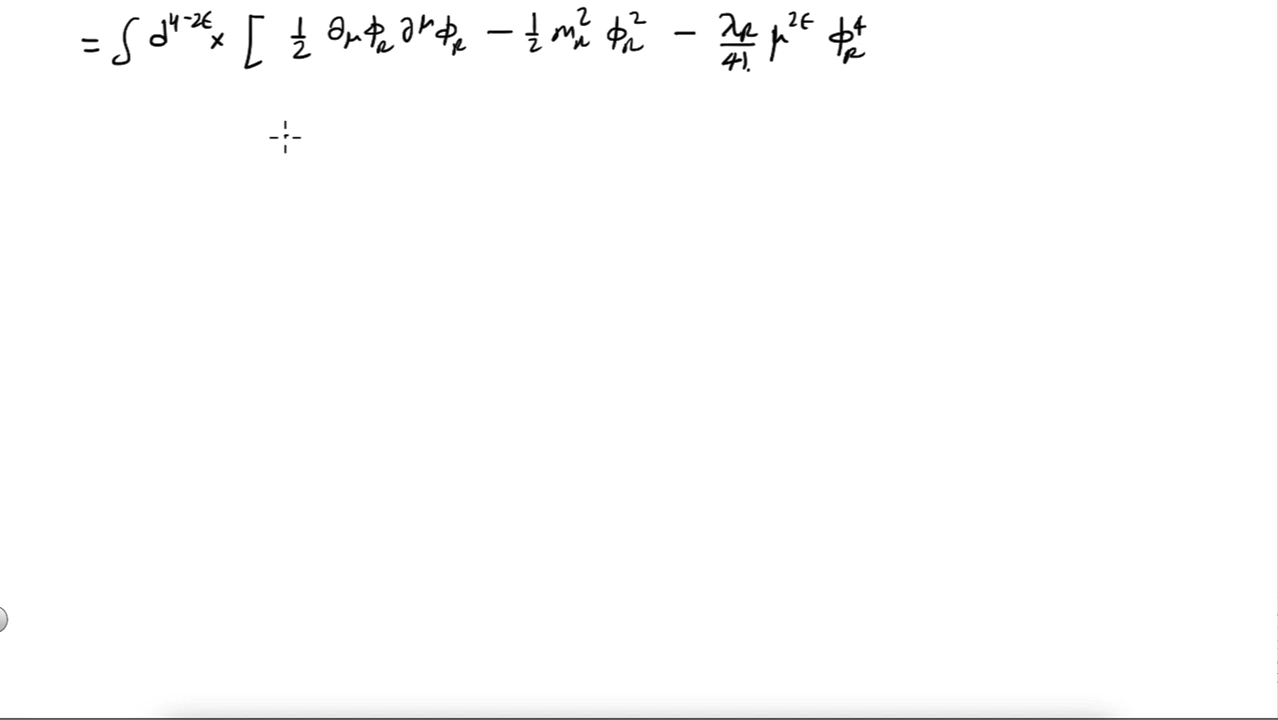 = ∫ d^{4-2ϵ}x [ 1/2 ∂_μ ϕ_R ∂^μ ϕ_R − 1/2 m_R^2 ϕ_R^2 − λ_R/4! μ^{2ϵ} ϕ_R^4